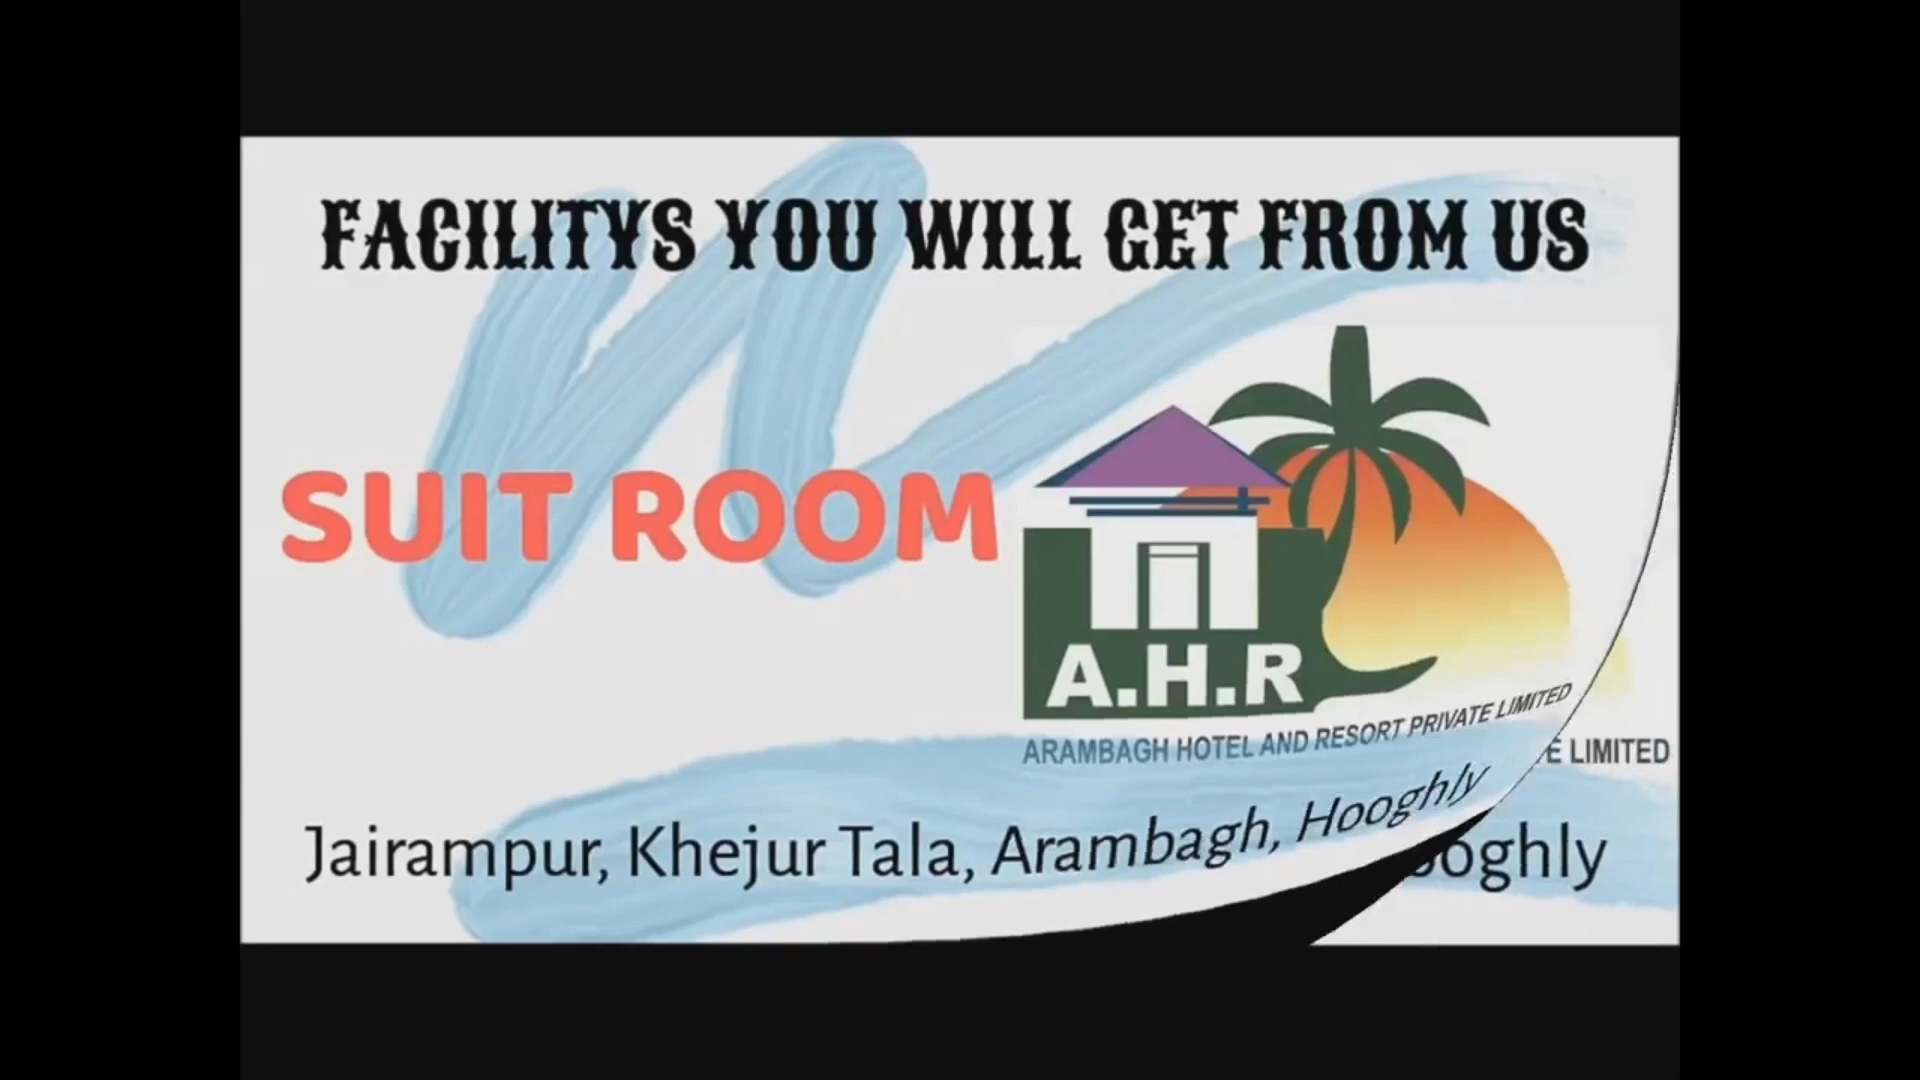 FACILITYS YOU WILL GET FROM US
SUIT ROOM
A.H.R
ARAMBAGH HOTEL AND RESORT PRIVATE LIMITED
LIMITED
Jairampur, Khejur Tala, Arambagh, Hooghly